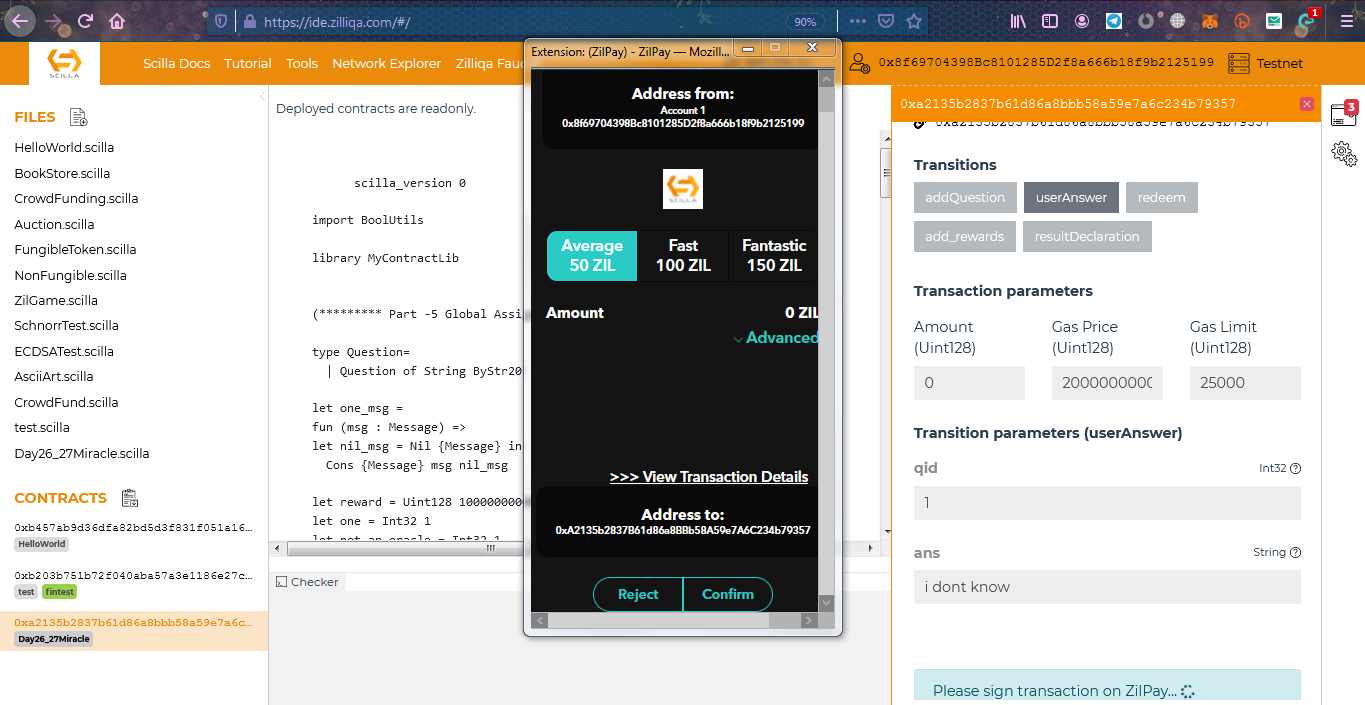 https://ide.zilliqa.com/#/
90%
1
SCILLA
Scilla Docs
Tutorial
Tools
Network Explorer
Zilliqa Fauc
0x8f69704398Bc8101285D2f8a666b18f9b2125199
Testnet
FILES
HelloWorld.scilla
BookStore.scilla
CrowdFunding.scilla
Auction.scilla
FungibleToken.scilla
NonFungible.scilla
ZilGame.scilla
SchnorrTest.scilla
ECDSATest.scilla
AsciiArt.scilla
CrowdFund.scilla
test.scilla
Day26_27Miracle.scilla
CONTRACTS
0xb457ab9d36dfa82bd5d3f831f051a16...
HelloWorld
0xb203b751b72f040aba57a3e1186e27c...
test fintest
0xa2135b2837b61d86a8bbb58a59e7a6c...
Day26_27Miracle
Deployed contracts are readonly.
scilla_version 0
import BoolUtils
library MyContractLib
(********* Part -5 Global Assi
type Question=
| Question of String ByStr20
let one_msg =
fun (msg : Message) =>
let nil_msg = Nil {Message} in
Cons {Message} msg nil_msg
let reward = Uint128 1000000000
let one = Int32 1
let not_an_oracle = Int32 1
Checker
Extension: (ZilPay) - ZilPay — Mozill...
Address from:
Account 1
0x8f69704398Bc8101285D2f8a666b18f9b2125199
SCILLA
Average
50 ZIL
Fast
100 ZIL
Fantastic
150 ZIL
Amount
0 ZIL
Advanced
>>> View Transaction Details
Address to:
0xA2135b2837B61d86a8BBb58A59e7A6C234b79357
Reject
Confirm
0xa2135b2837b61d86a8bbb58a59e7a6c234b79357
0xa2135b2837b61d86a8bbb58a59e7a6c234b79357
3
Transitions
addQuestion
userAnswer
redeem
add_rewards
resultDeclaration
Transaction parameters
Amount
(Uint128)
Gas Price
(Uint128)
Gas Limit
(Uint128)
0
2000000000
25000
Transition parameters (userAnswer)
qid
Int32
1
ans
String
i dont know
Please sign transaction on ZilPay...